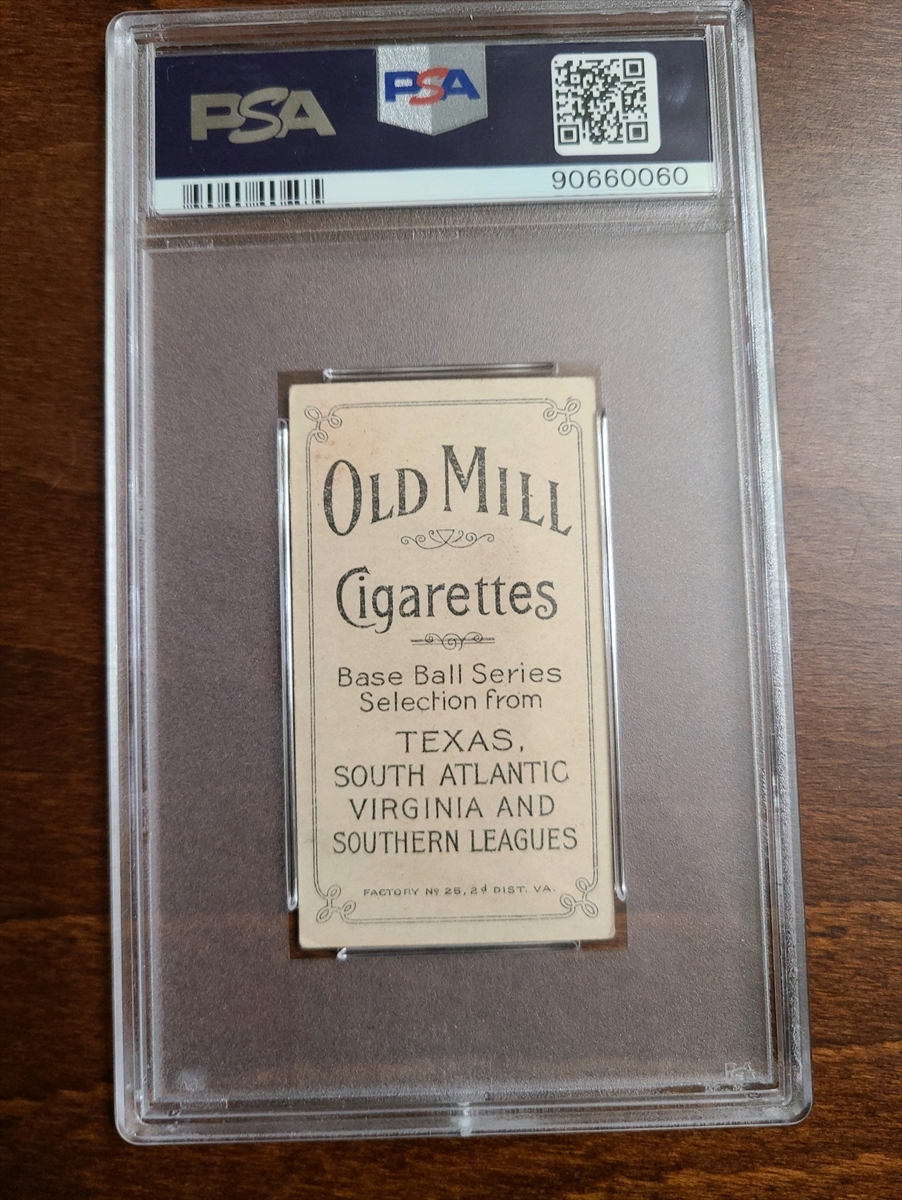 PSA
PSA
90660060
OLD MILL
Cigarettes
Base Ball Series
Selection from
TEXAS,
SOUTH ATLANTIC
VIRGINIA AND
SOUTHERN LEAGUES
FACTORY Nº 25, 2d DIST. VA.
PSA